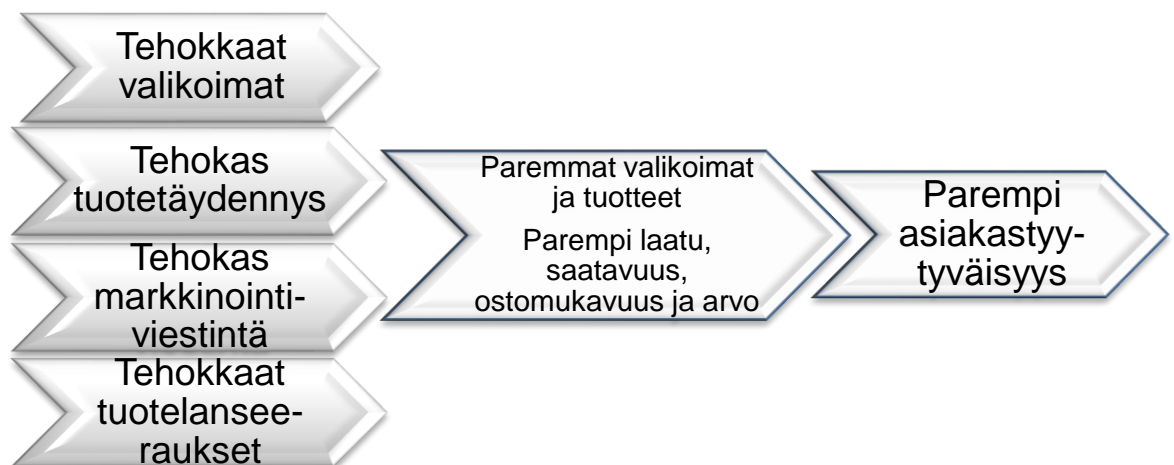 Tehokkaat
valikoimat
Tehokas
tuotetäydennys
Tehokas
markkinointi-
viestintä
Tehokkaat
tuotelansee-
raukset
Paremmat valikoimat
ja tuotteet
Parempi laatu,
saatavuus,
ostomukavuus ja arvo
Parempi
asiakastyy-
tyväisyys